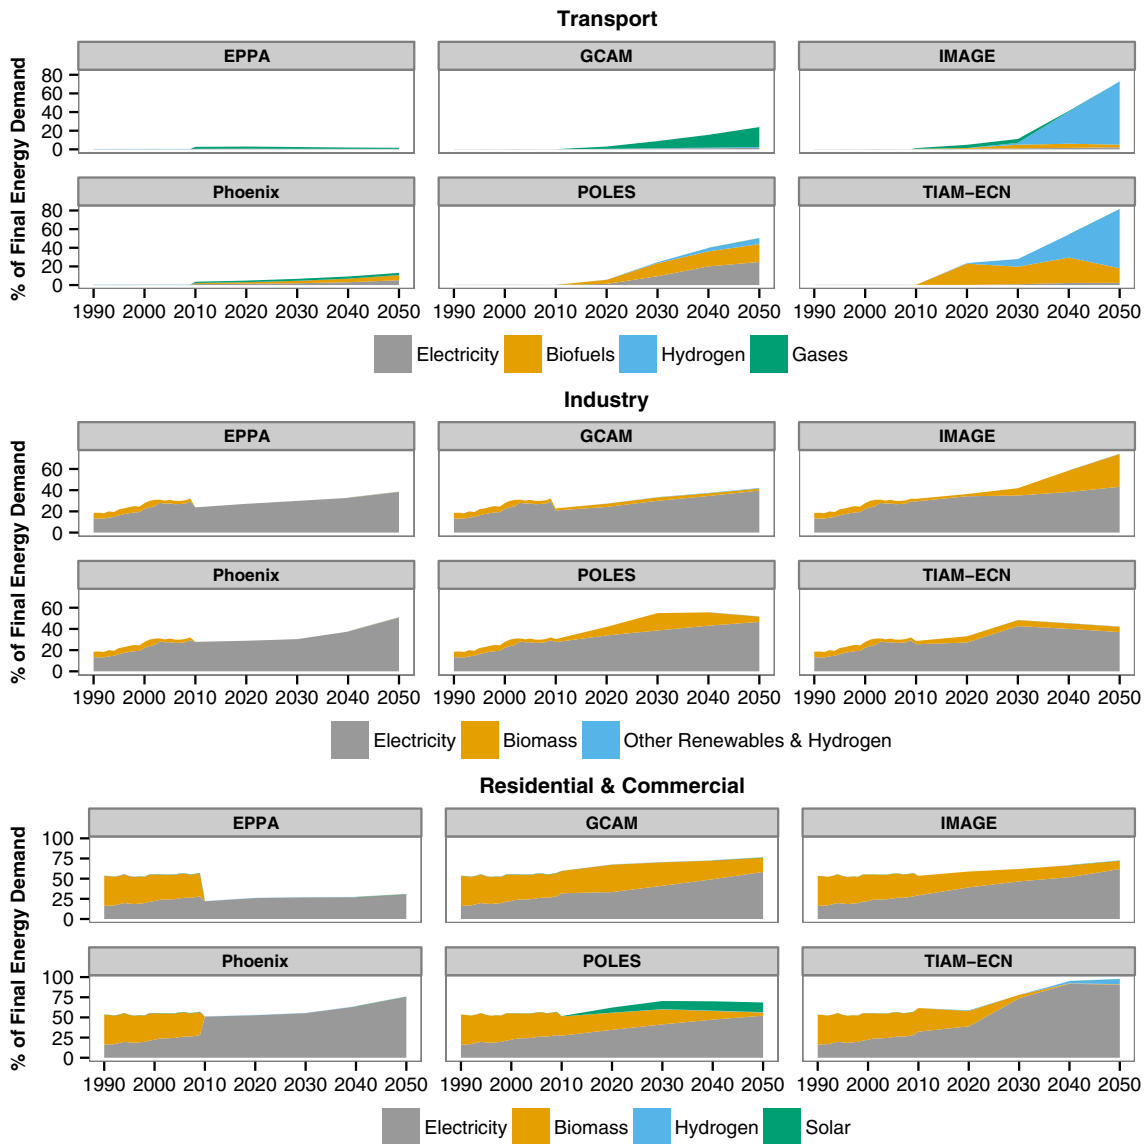 Transport
EPPA GCAM IMAGE
% of Final Energy Demand
80
60
40
20
0
Phoenix POLES TIAM−ECN
80
60
40
20
0
1990 2000 2010 2020 2030 2040 2050 1990 2000 2010 2020 2030 2040 2050 1990 2000 2010 2020 2030 2040 2050
Electricity Biofuels Hydrogen Gases
Industry
EPPA GCAM IMAGE
% of Final Energy Demand
60
40
20
0
Phoenix POLES TIAM−ECN
60
40
20
0
1990 2000 2010 2020 2030 2040 2050 1990 2000 2010 2020 2030 2040 2050 1990 2000 2010 2020 2030 2040 2050
Electricity Biomass Other Renewables & Hydrogen
Residential & Commercial
EPPA GCAM IMAGE
% of Final Energy Demand
100
75
50
25
0
Phoenix POLES TIAM−ECN
100
75
50
25
0
1990 2000 2010 2020 2030 2040 2050 1990 2000 2010 2020 2030 2040 2050 1990 2000 2010 2020 2030 2040 2050
Electricity Biomass Hydrogen Solar